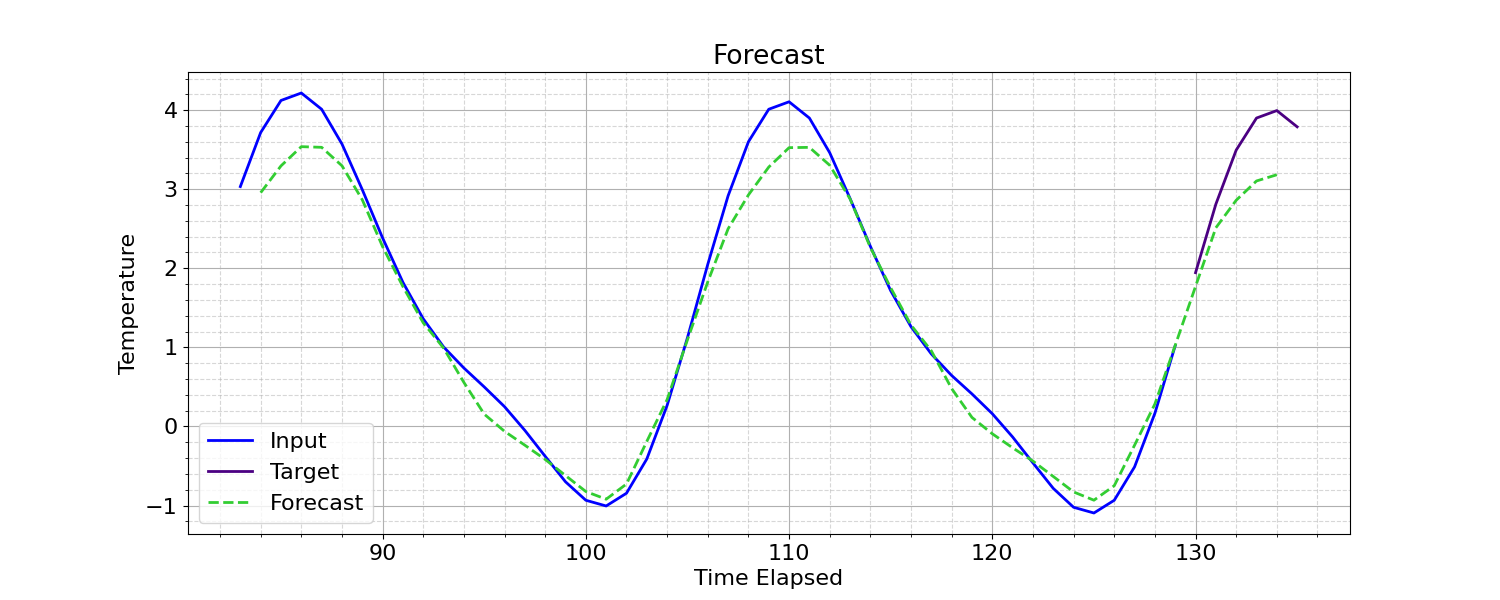 Forecast
4
3
2
1
0
−1
Temperature
Input
Target
Forecast
90 100 110 120 130
Time Elapsed